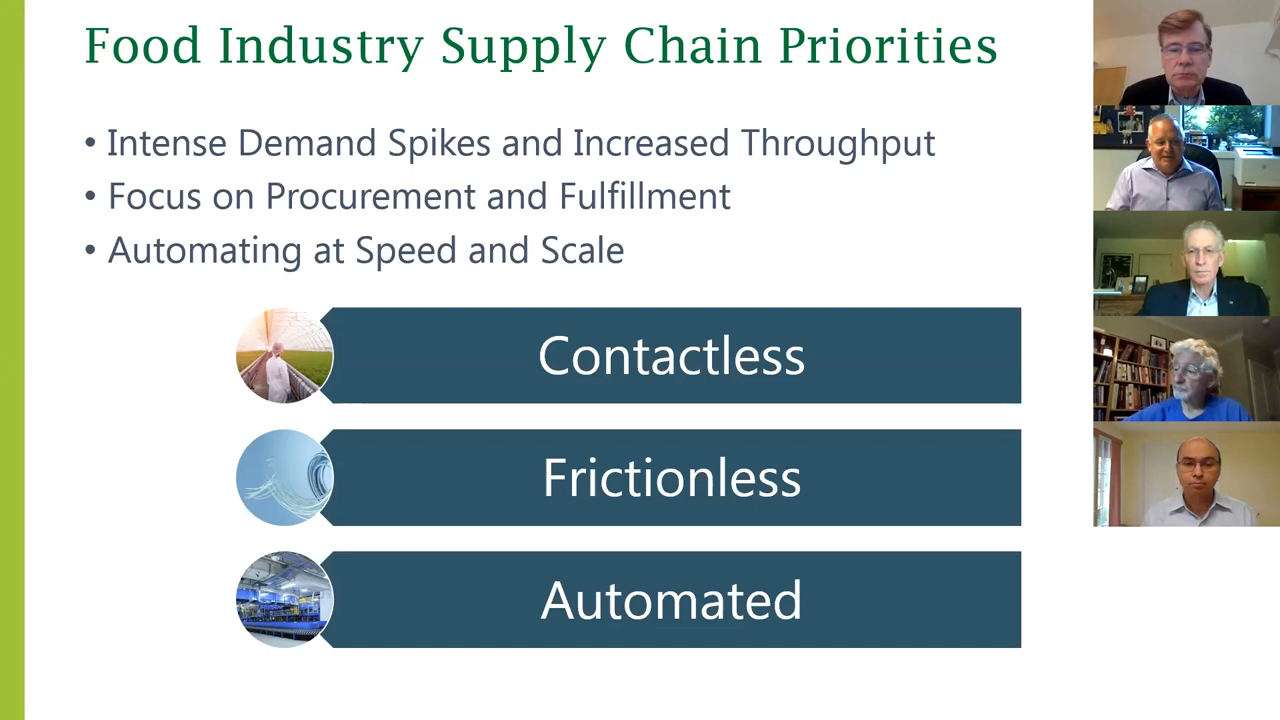 Food Industry Supply Chain Priorities
• Intense Demand Spikes and Increased Throughput
• Focus on Procurement and Fulfillment
• Automating at Speed and Scale
Contactless
Frictionless
Automated